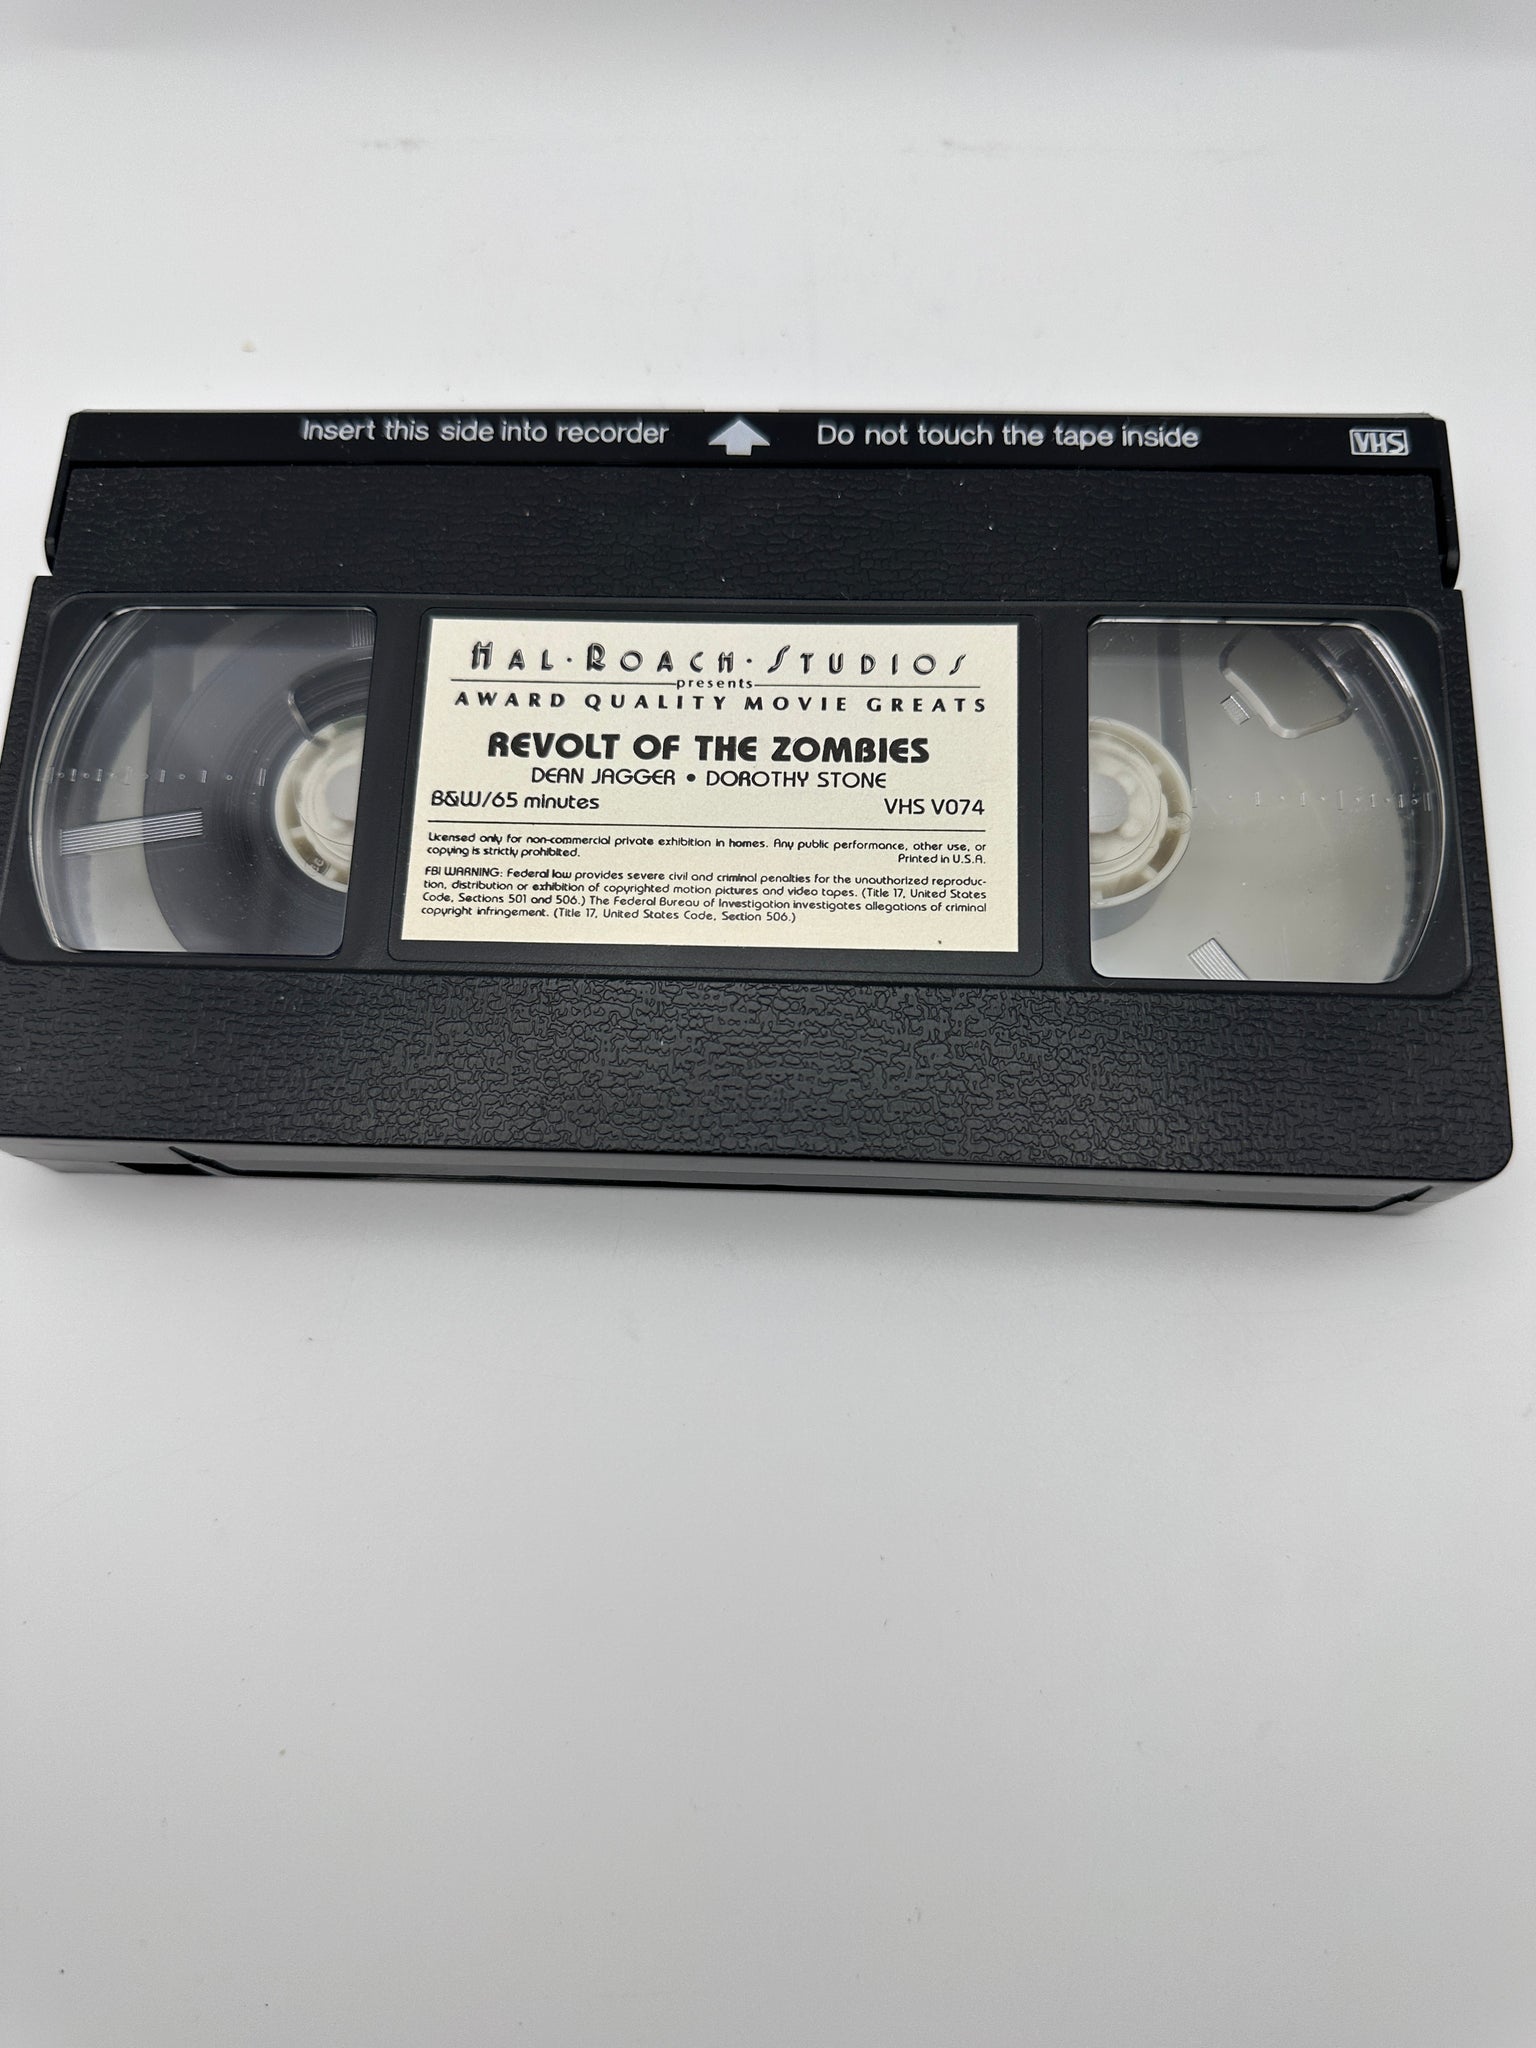 Insert this side into recorder Do not touch the tape inside VHS
HAL · ROACH · STUDIOS
presents
AWARD QUALITY MOVIE GREATS
REVOLT OF THE ZOMBIES
DEAN JAGGER • DOROTHY STONE
B&W/65 minutes VHS V074
Licensed only for non-commercial private exhibition in homes. Any public performance, other use, or
copying is strictly prohibited. Printed in U.S.A.
FBI WARNING: Federal law provides severe civil and criminal penalties for the unauthorized reproduc-
tion, distribution or exhibition of copyrighted motion pictures and video tapes. (Title 17, United States
Code, Sections 501 and 506.) The Federal Bureau of Investigation investigates allegations of criminal
copyright infringement. (Title 17, United States Code, Section 506.)